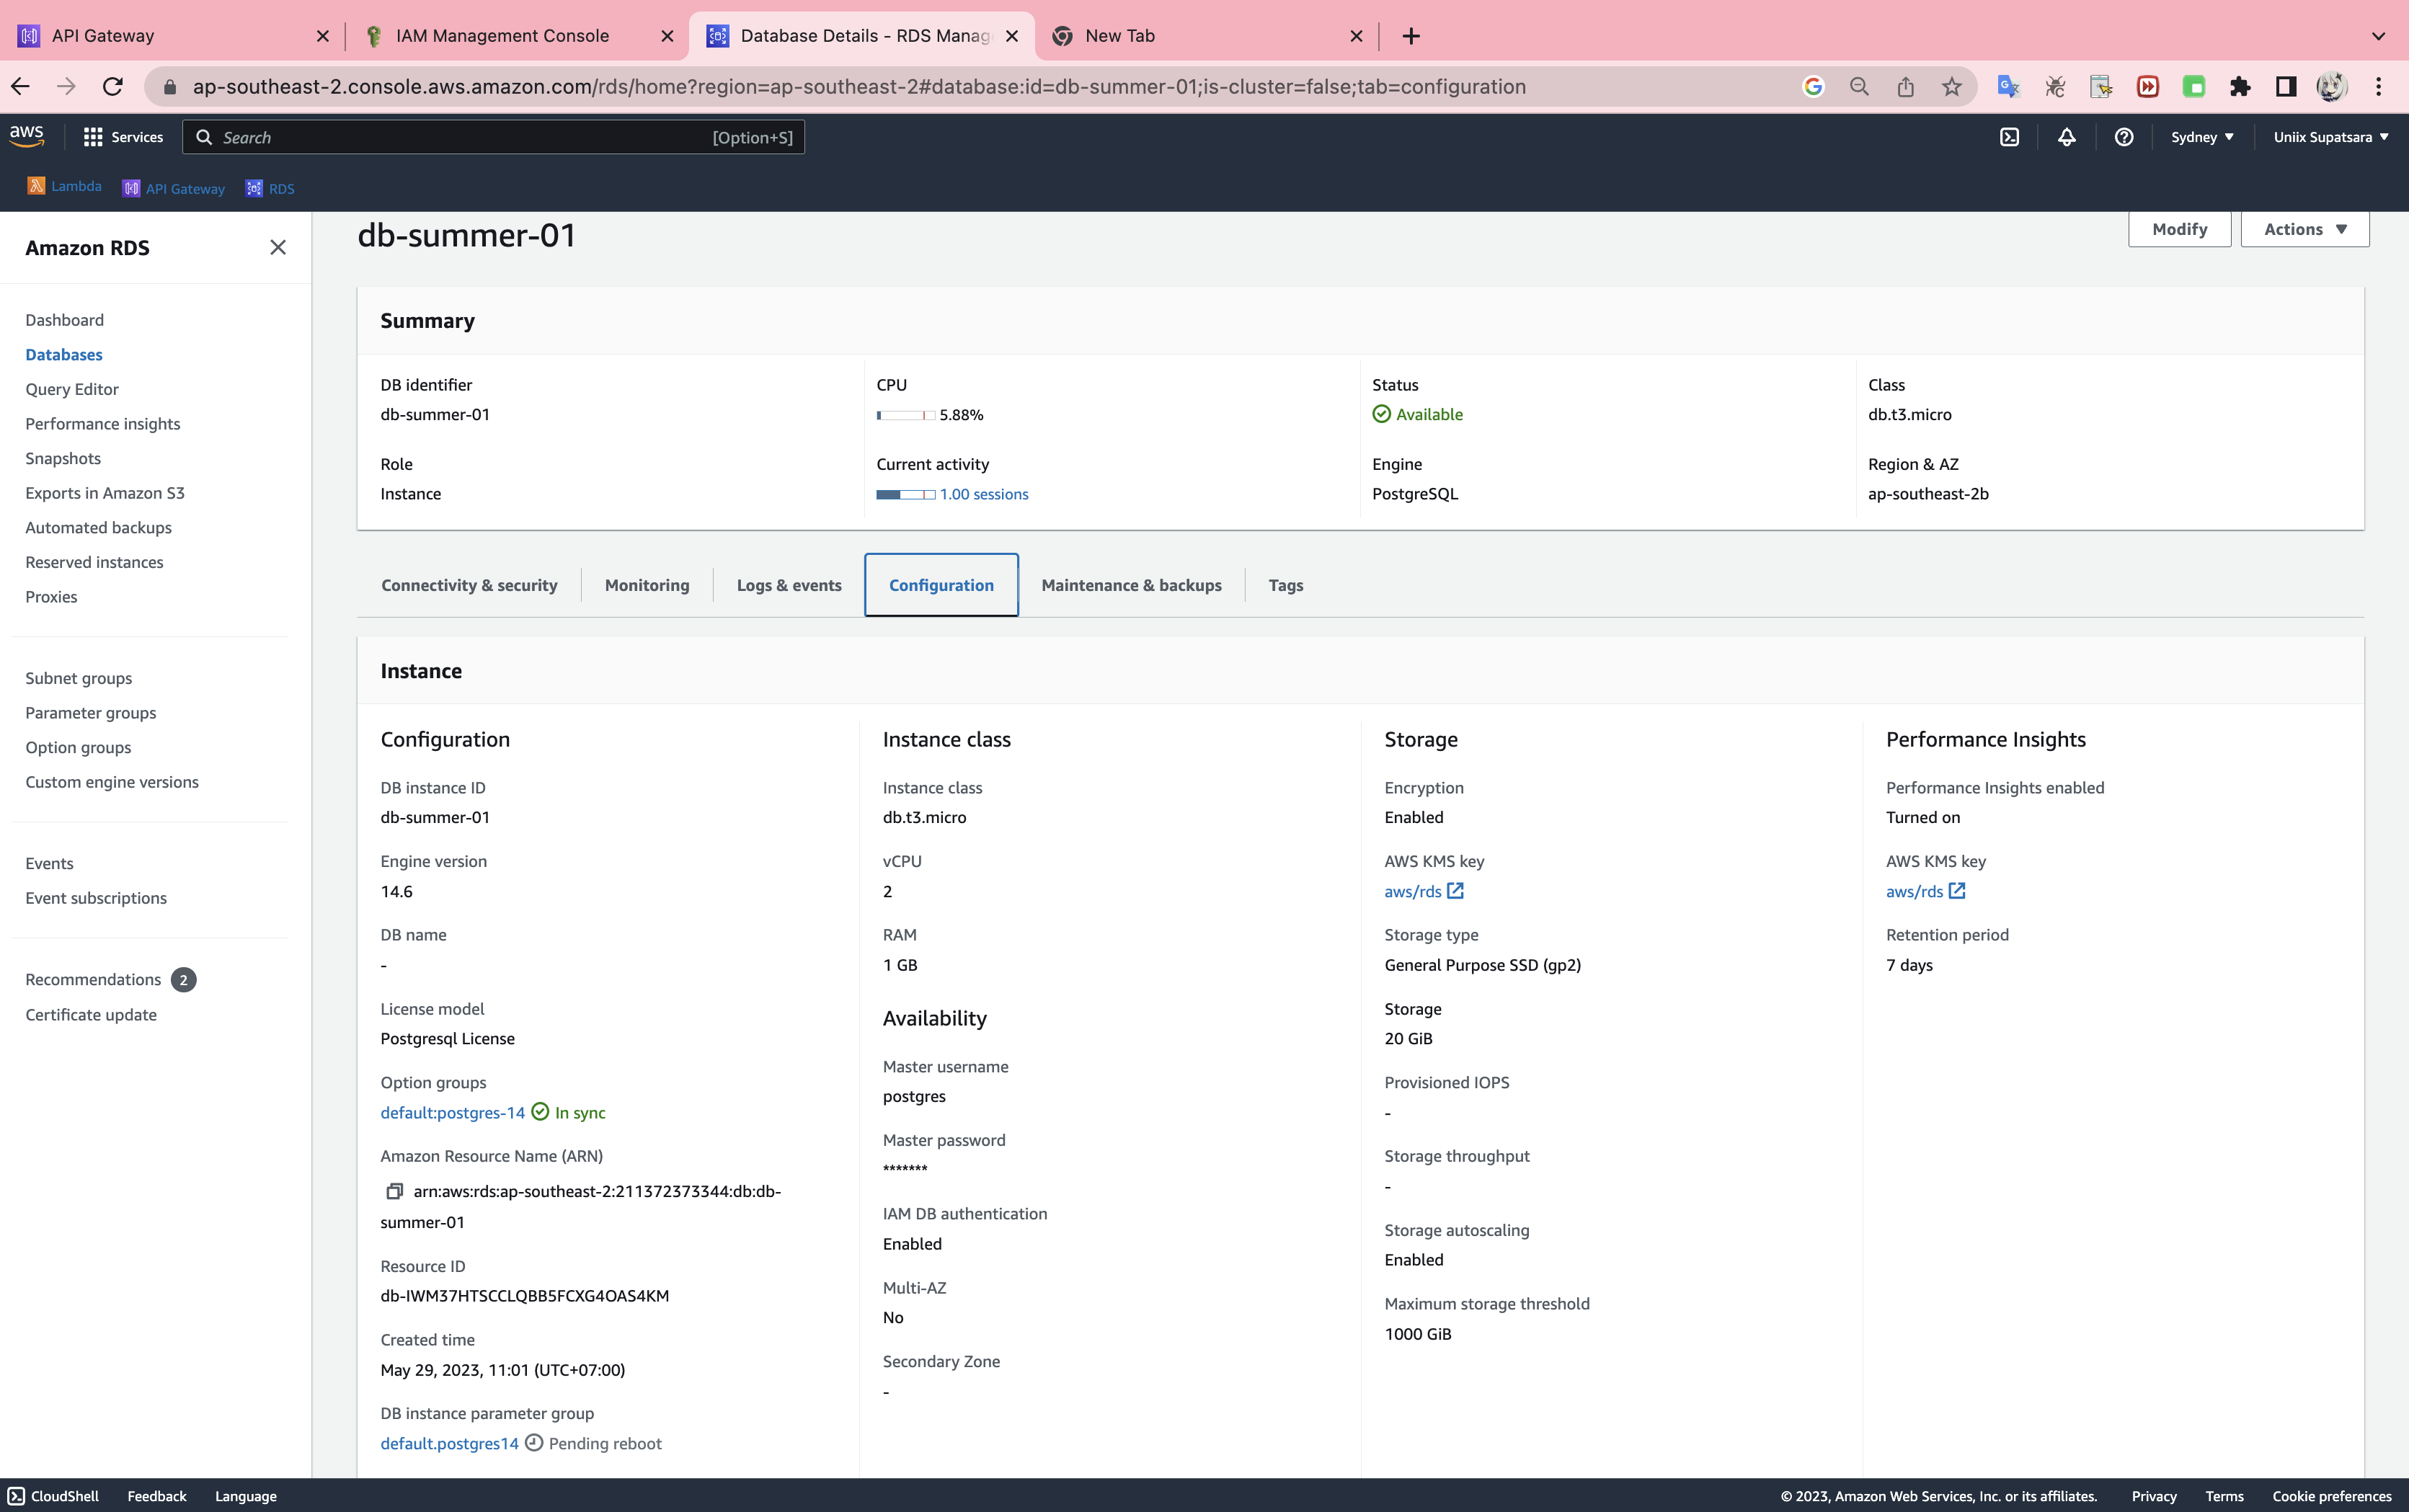 API Gateway
IAM Management Console
Database Details - RDS Manag
New Tab
ap-southeast-2.console.aws.amazon.com/rds/home?region=ap-southeast-2#database:id=db-summer-01;is-cluster=false;tab=configuration
aws
Services
Search
[Option+S]
Sydney
Uniix Supatsara
Lambda
API Gateway
RDS
Amazon RDS
Dashboard
Databases
Query Editor
Performance insights
Snapshots
Exports in Amazon S3
Automated backups
Reserved instances
Proxies
Subnet groups
Parameter groups
Option groups
Custom engine versions
Events
Event subscriptions
Recommendations 2
Certificate update
db-summer-01
Modify
Actions
Summary
DB identifier
db-summer-01
CPU
5.88%
Status
Available
Class
db.t3.micro
Role
Instance
Current activity
1.00 sessions
Engine
PostgreSQL
Region & AZ
ap-southeast-2b
Connectivity & security
Monitoring
Logs & events
Configuration
Maintenance & backups
Tags
Instance
Configuration
DB instance ID
db-summer-01
Engine version
14.6
DB name
-
License model
Postgresql License
Option groups
default:postgres-14 In sync
Amazon Resource Name (ARN)
arn:aws:rds:ap-southeast-2:211372373344:db:db-
summer-01
Resource ID
db-IWM37HTSCCLQBB5FCXG4OAS4KM
Created time
May 29, 2023, 11:01 (UTC+07:00)
DB instance parameter group
default.postgres14 Pending reboot
Instance class
Instance class
db.t3.micro
vCPU
2
RAM
1 GB
Availability
Master username
postgres
Master password
*******
IAM DB authentication
Enabled
Multi-AZ
No
Secondary Zone
-
Storage
Encryption
Enabled
AWS KMS key
aws/rds
Storage type
General Purpose SSD (gp2)
Storage
20 GiB
Provisioned IOPS
-
Storage throughput
-
Storage autoscaling
Enabled
Maximum storage threshold
1000 GiB
Performance Insights
Performance Insights enabled
Turned on
AWS KMS key
aws/rds
Retention period
7 days
CloudShell
Feedback
Language
© 2023, Amazon Web Services, Inc. or its affiliates.
Privacy
Terms
Cookie preferences